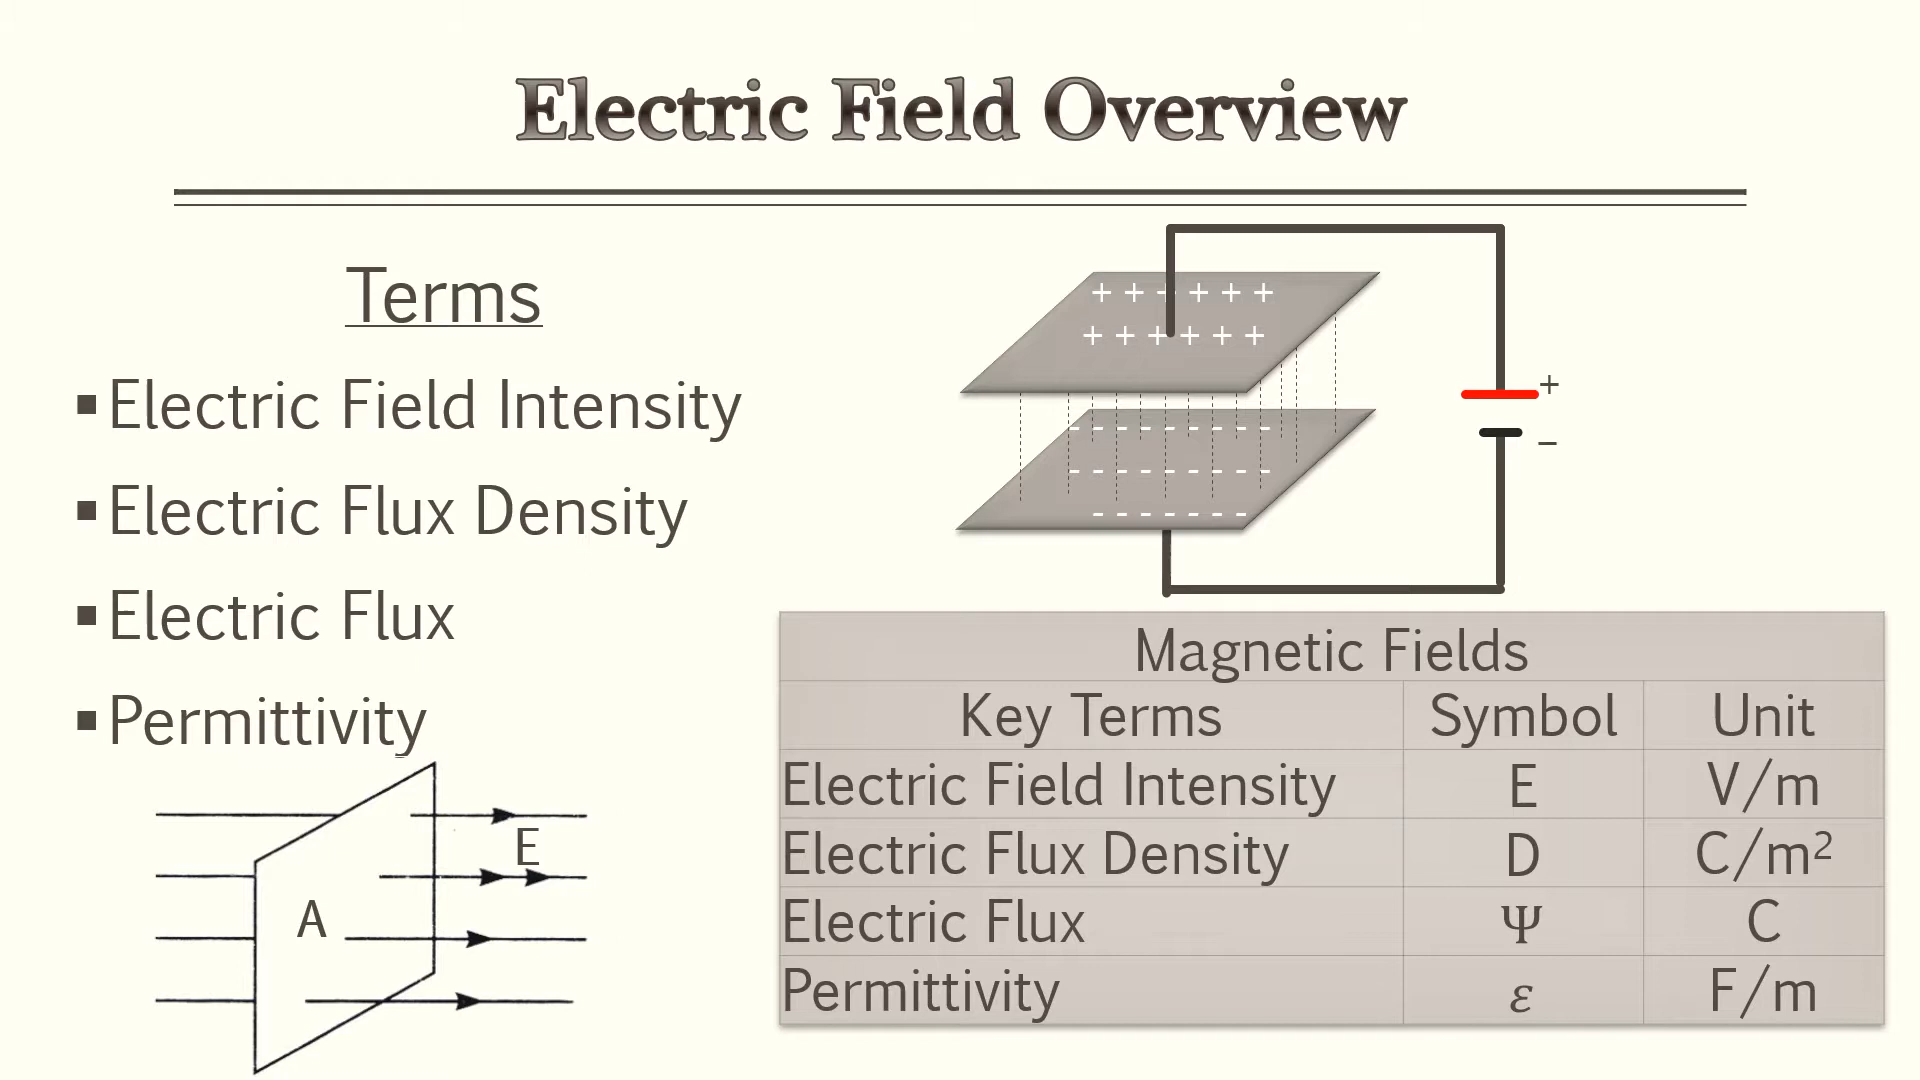 Electric Field Overview
Terms
▪Electric Field Intensity
▪Electric Flux Density
▪Electric Flux
▪Permittivity
+ + + + + +
+ + + + + +
- - - - - - - - -
- - - - - - - - -
- - - - - - -
+
−
E
A
Magnetic Fields
Key Terms Symbol Unit
Electric Field Intensity E V/m
Electric Flux Density D C/m²
Electric Flux Ψ C
Permittivity ε F/m